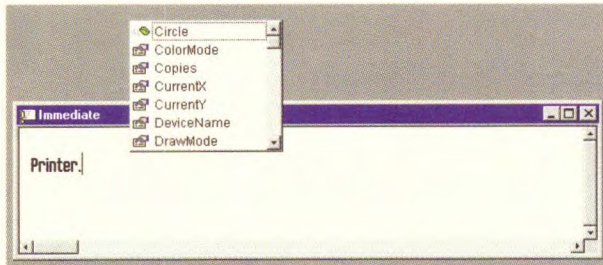 Circle
ColorMode
Copies
CurrentX
CurrentY
DeviceName
DrawMode
Immediate
Printer.